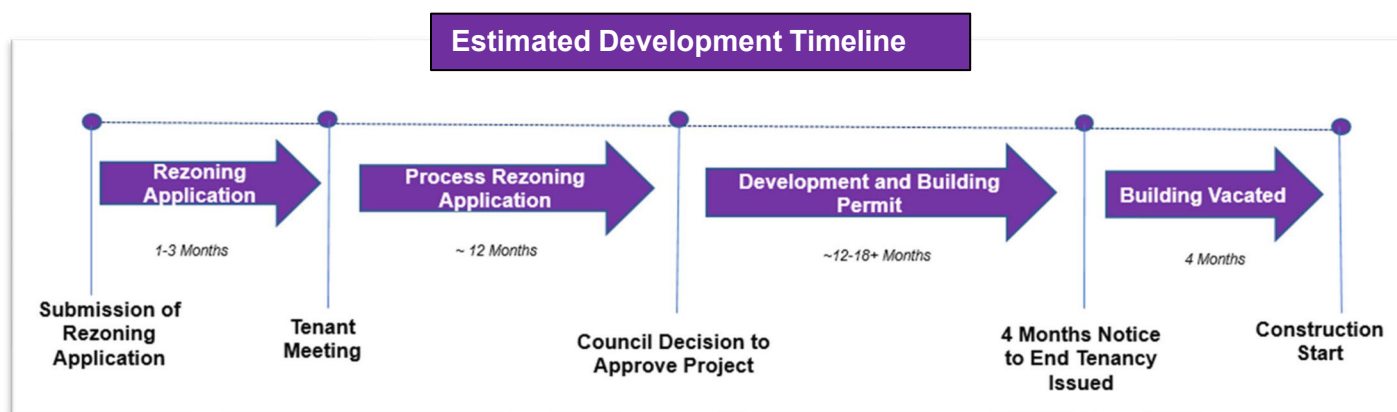 Estimated Development Timeline
Rezoning
Application
Process Rezoning
Application
Development and Building
Permit
Building Vacated
1-3 Months
~ 12 Months
~12-18+ Months
4 Months
Submission of
Rezoning
Application
Tenant
Meeting
Council Decision to
Approve Project
4 Months Notice
to End Tenancy
Issued
Construction
Start